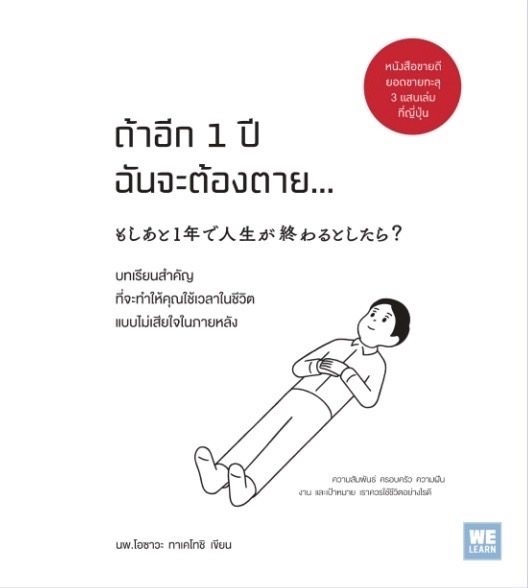 หนังสือขายดี
ยอดขายทะลุ
3 แสนเล่ม
ที่ญี่ปุ่น
ถ้าอีก 1 ปี
ฉันจะต้องตาย...
もしあと1年で人生が終わるとしたら?
บทเรียนสำคัญ
ที่จะทำให้คุณใช้เวลาในชีวิต
แบบไม่เสียใจในภายหลัง
ความสัมพันธ์ ครอบครัว ความฝัน
งาน และเป้าหมาย เราควรใช้ชีวิตอย่างไรดี
นพ.โอซาวะ ทาเคโทชิ เขียน
WE
LEARN